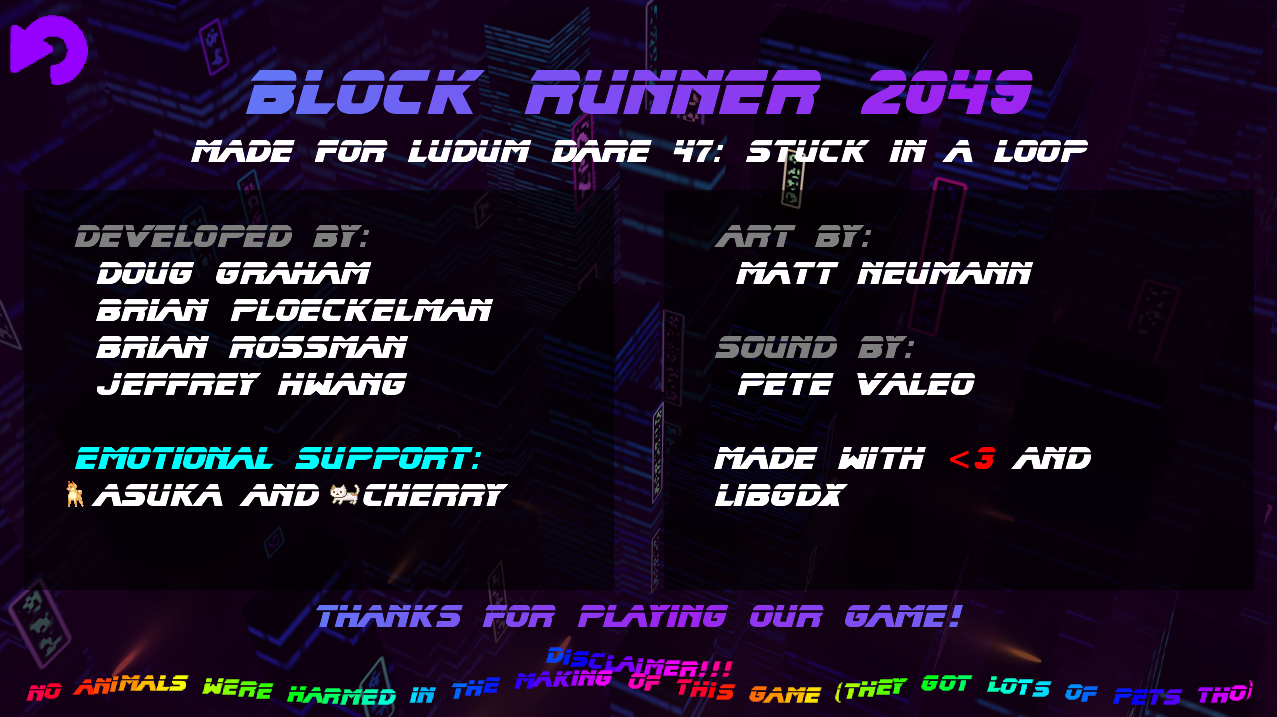 BLOCK RUNNER 2049
MADE FOR LUDUM DARE 47: STUCK IN A LOOP
DEVELOPED BY:
DOUG GRAHAM
BRIAN PLOECKELMAN
BRIAN ROSSMAN
JEFFREY HWANG
EMOTIONAL SUPPORT:
ASUKA AND CHERRY
ART BY:
MATT NEUMANN
SOUND BY:
PETE VALEO
MADE WITH <3 AND
LIBGDX
THANKS FOR PLAYING OUR GAME!
DISCLAIMER!!!
NO ANIMALS WERE HARMED IN THE MAKING OF THIS GAME (THEY GOT LOTS OF PETS THO)